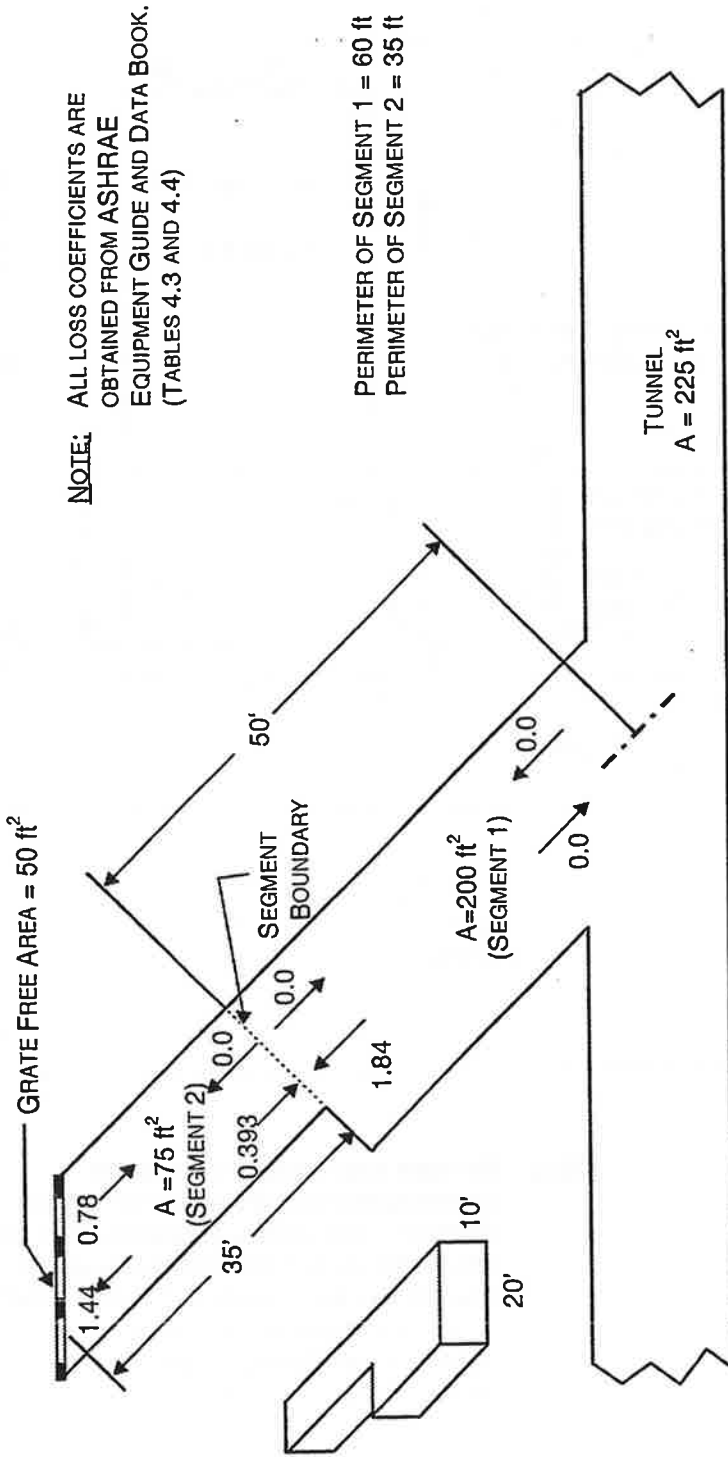 NOTE: ALL LOSS COEFFICIENTS ARE
OBTAINED FROM ASHRAE
EQUIPMENT GUIDE AND DATA BOOK.
(TABLES 4.3 AND 4.4)
PERIMETER OF SEGMENT 1 = 60 ft
PERIMETER OF SEGMENT 2 = 35 ft
GRATE FREE AREA = 50 ft²
1.44
0.78
A =75 ft²
(SEGMENT 2)
35'
50'
0.0
0.0
0.393
1.84
SEGMENT
BOUNDARY
A=200 ft²
(SEGMENT 1)
0.0
0.0
10'
20'
TUNNEL
A = 225 ft²